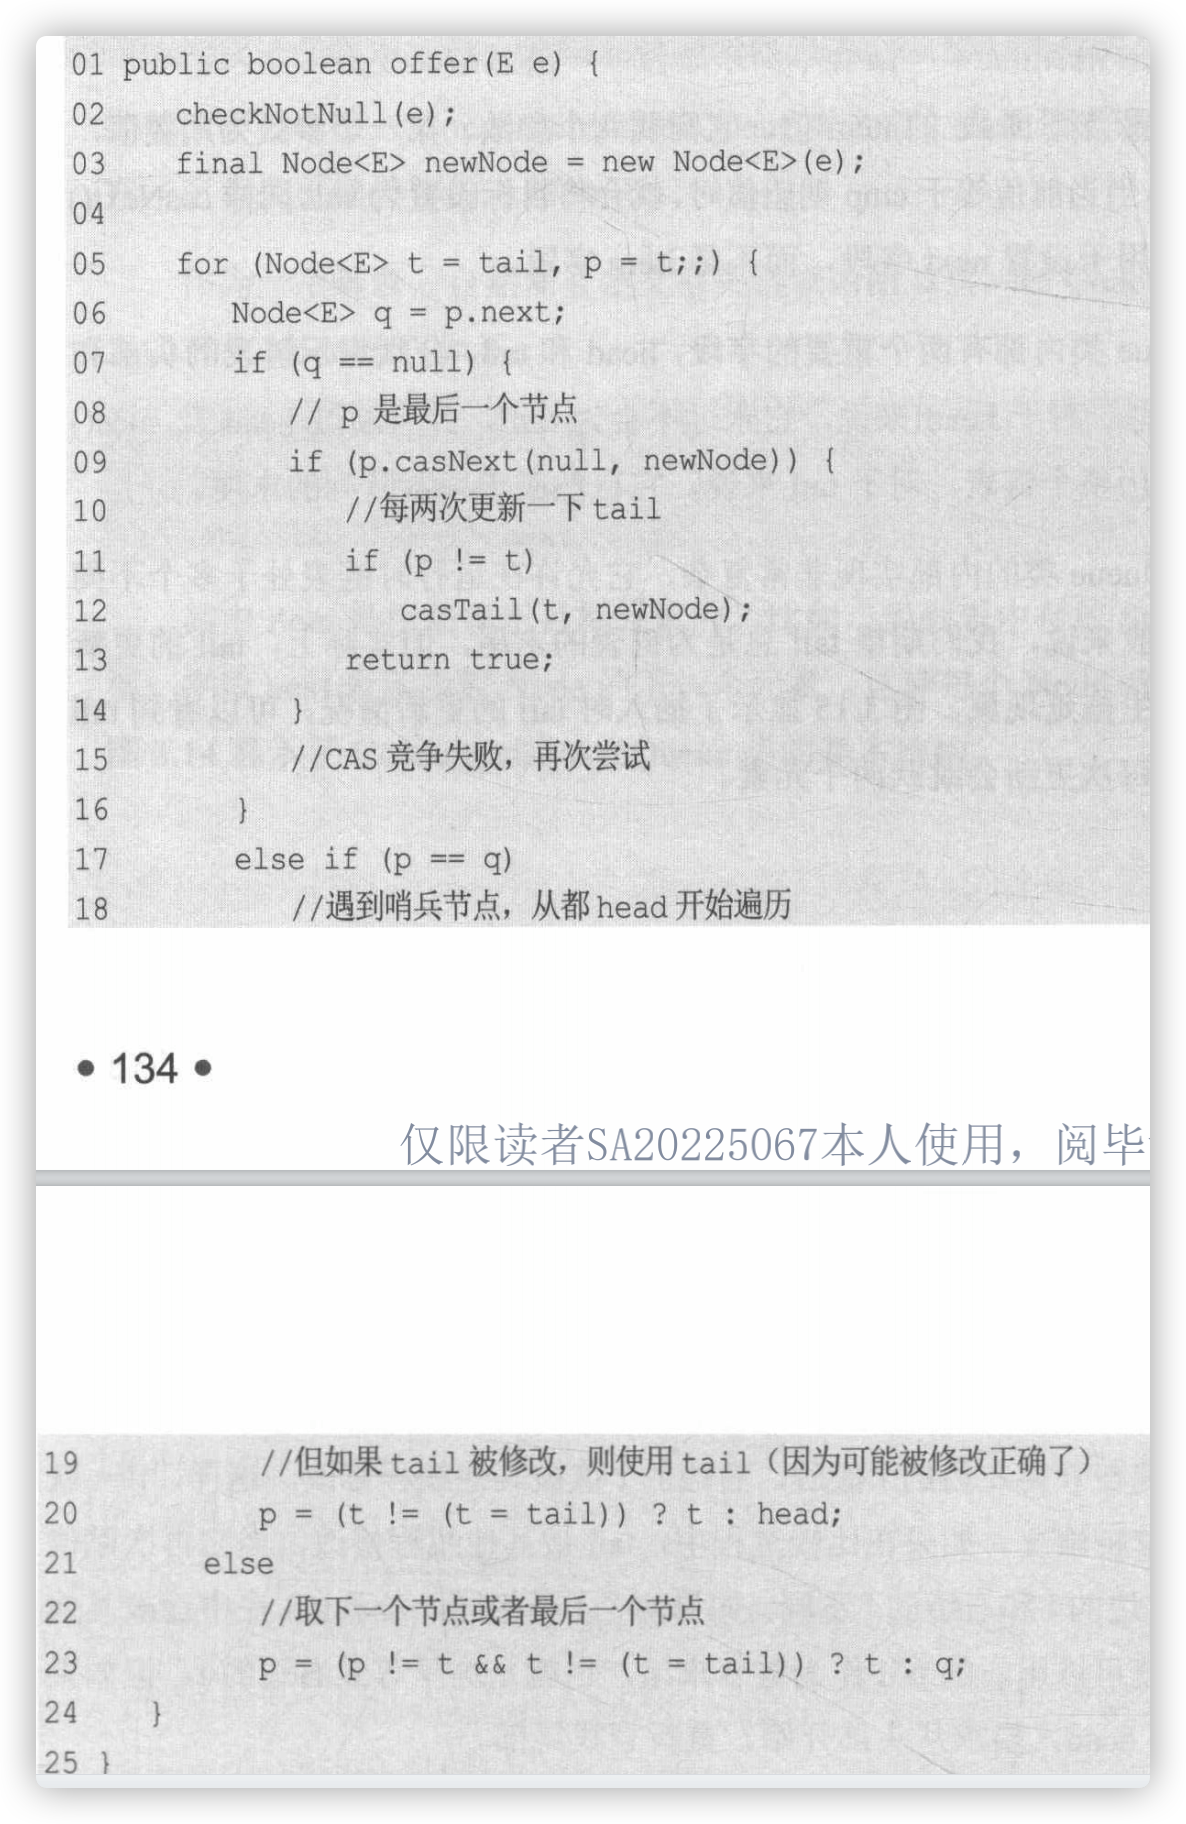 01 public boolean offer(E e) {
02 checkNotNull(e);
03 final Node<E> newNode = new Node<E>(e);
04
05 for (Node<E> t = tail, p = t;;) {
06 Node<E> q = p.next;
07 if (q == null) {
08 // p 是最后一个节点
09 if (p.casNext(null, newNode)) {
10 //每两次更新一下 tail
11 if (p != t)
12 casTail(t, newNode);
13 return true;
14 }
15 //CAS 竞争失败，再次尝试
16 }
17 else if (p == q)
18 //遇到哨兵节点，从都 head 开始遍历
• 134 •
仅限读者SA20225067本人使用，阅毕
19 //但如果 tail 被修改，则使用 tail（因为可能被修改正确了）
20 p = (t != (t = tail)) ? t : head;
21 else
22 //取下一个节点或者最后一个节点
23 p = (p != t && t != (t = tail)) ? t : q;
24 }
25 }